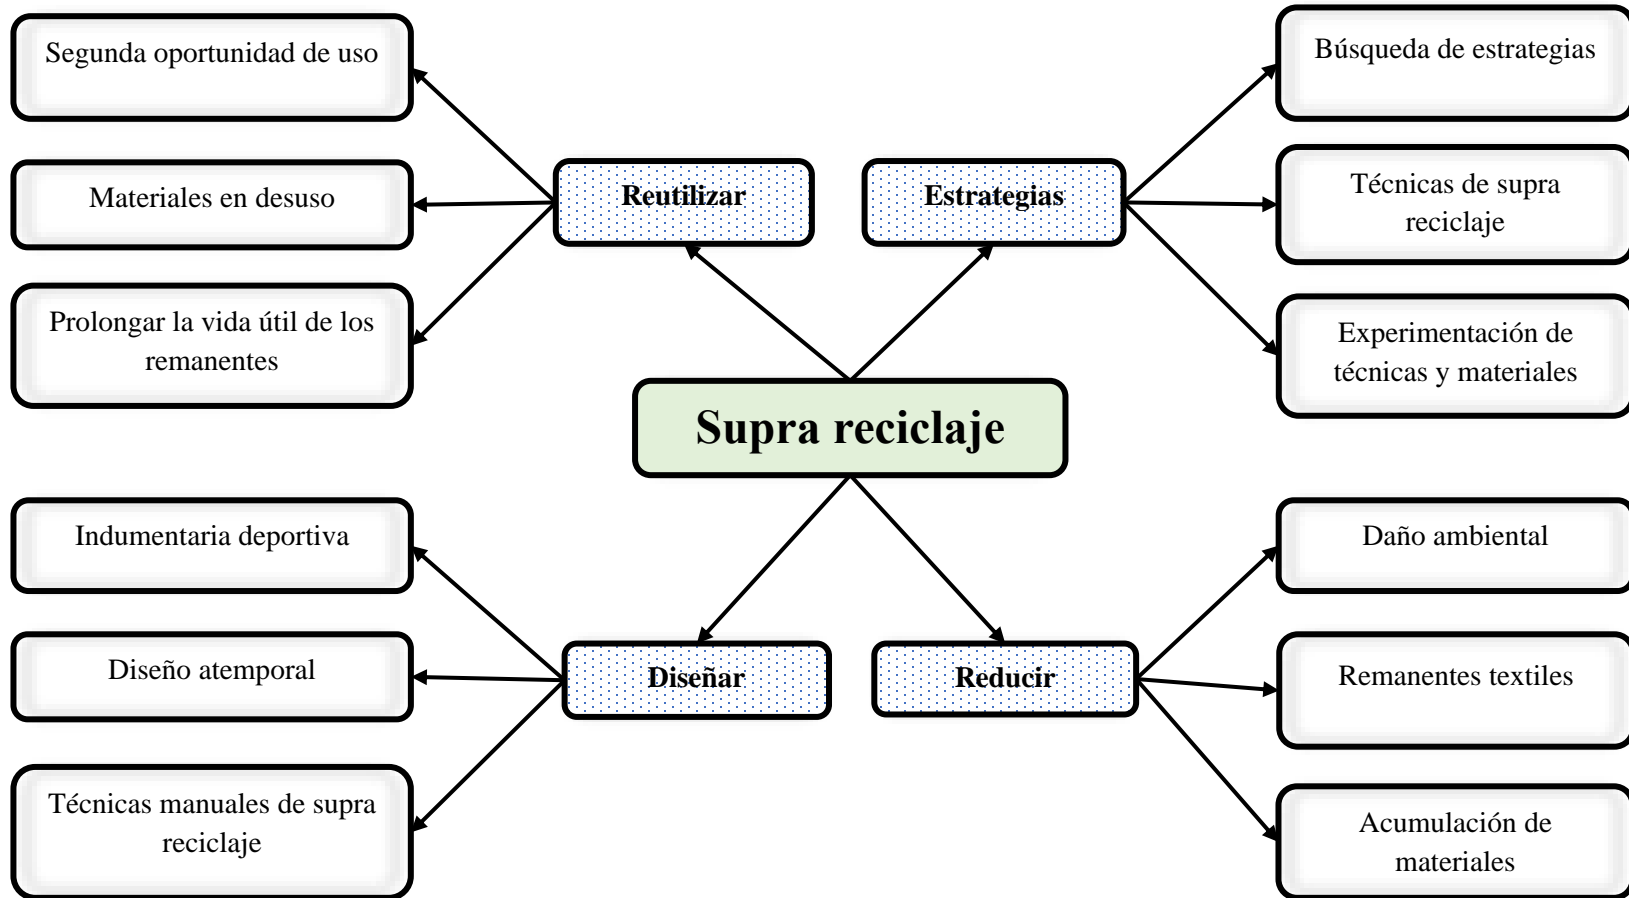 Segunda oportunidad de uso
Materiales en desuso
Prolongar la vida útil de los
remanentes
Reutilizar
Estrategias
Búsqueda de estrategias
Técnicas de supra
reciclaje
Experimentación de
técnicas y materiales
Supra reciclaje
Indumentaria deportiva
Diseño atemporal
Técnicas manuales de supra
reciclaje
Diseñar
Reducir
Daño ambiental
Remanentes textiles
Acumulación de
materiales